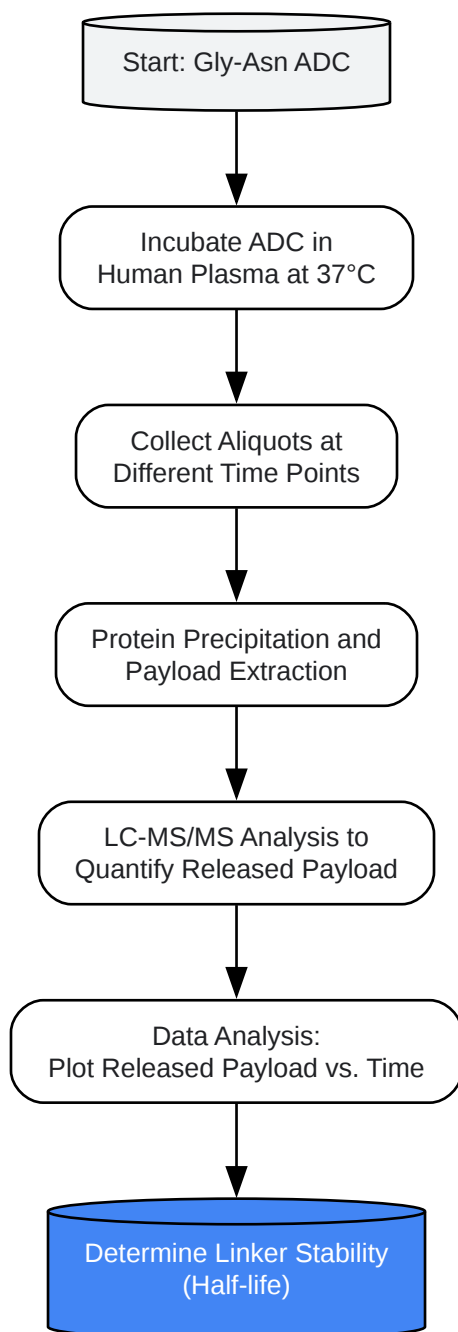 Start: Gly-Asn ADC
Incubate ADC in
Human Plasma at 37°C
Collect Aliquots at
Different Time Points
Protein Precipitation and
Payload Extraction
LC-MS/MS Analysis to
Quantify Released Payload
Data Analysis:
Plot Released Payload vs. Time
Determine Linker Stability
(Half-life)